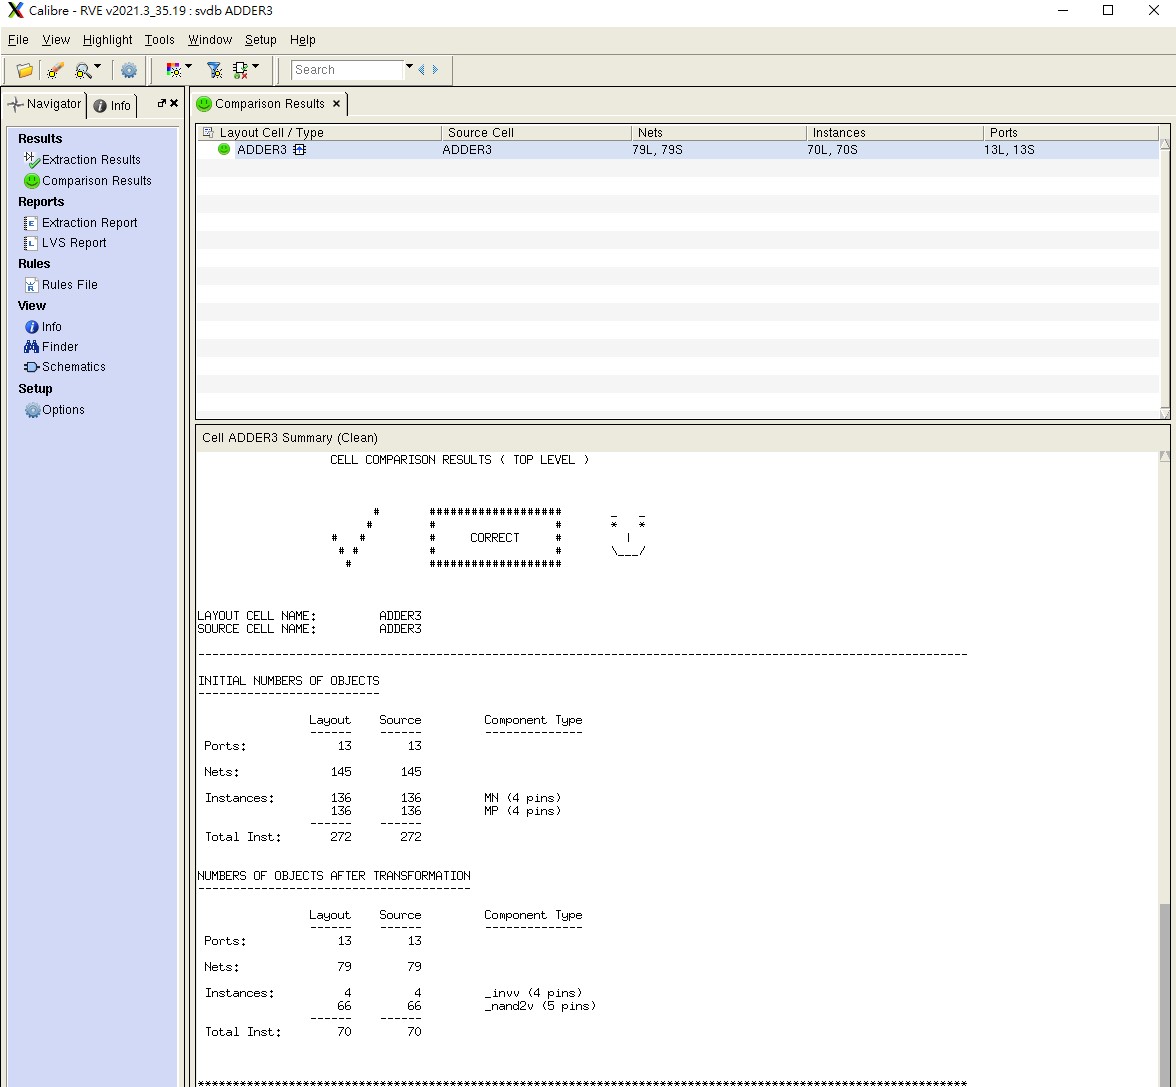 Calibre - RVE v2021.3_35.19 : svdb ADDER3
File View Highlight Tools Window Setup Help
Search
Navigator Info
Results
Extraction Results
Comparison Results
Reports
Extraction Report
LVS Report
Rules
Rules File
View
Info
Finder
Schematics
Setup
Options
Comparison Results
Layout Cell / Type Source Cell Nets Instances Ports
ADDER3 ADDER3 79L, 79S 70L, 70S 13L, 13S
Cell ADDER3 Summary (Clean)
CELL COMPARISON RESULTS ( TOP LEVEL )
CORRECT
LAYOUT CELL NAME: ADDER3
SOURCE CELL NAME: ADDER3
INITIAL NUMBERS OF OBJECTS
Layout Source Component Type
Ports: 13 13
Nets: 145 145
Instances: 136 136 MN (4 pins)
136 136 MP (4 pins)
Total Inst: 272 272
NUMBERS OF OBJECTS AFTER TRANSFORMATION
Layout Source Component Type
Ports: 13 13
Nets: 79 79
Instances: 4 4 _invv (4 pins)
66 66 _nand2v (5 pins)
Total Inst: 70 70